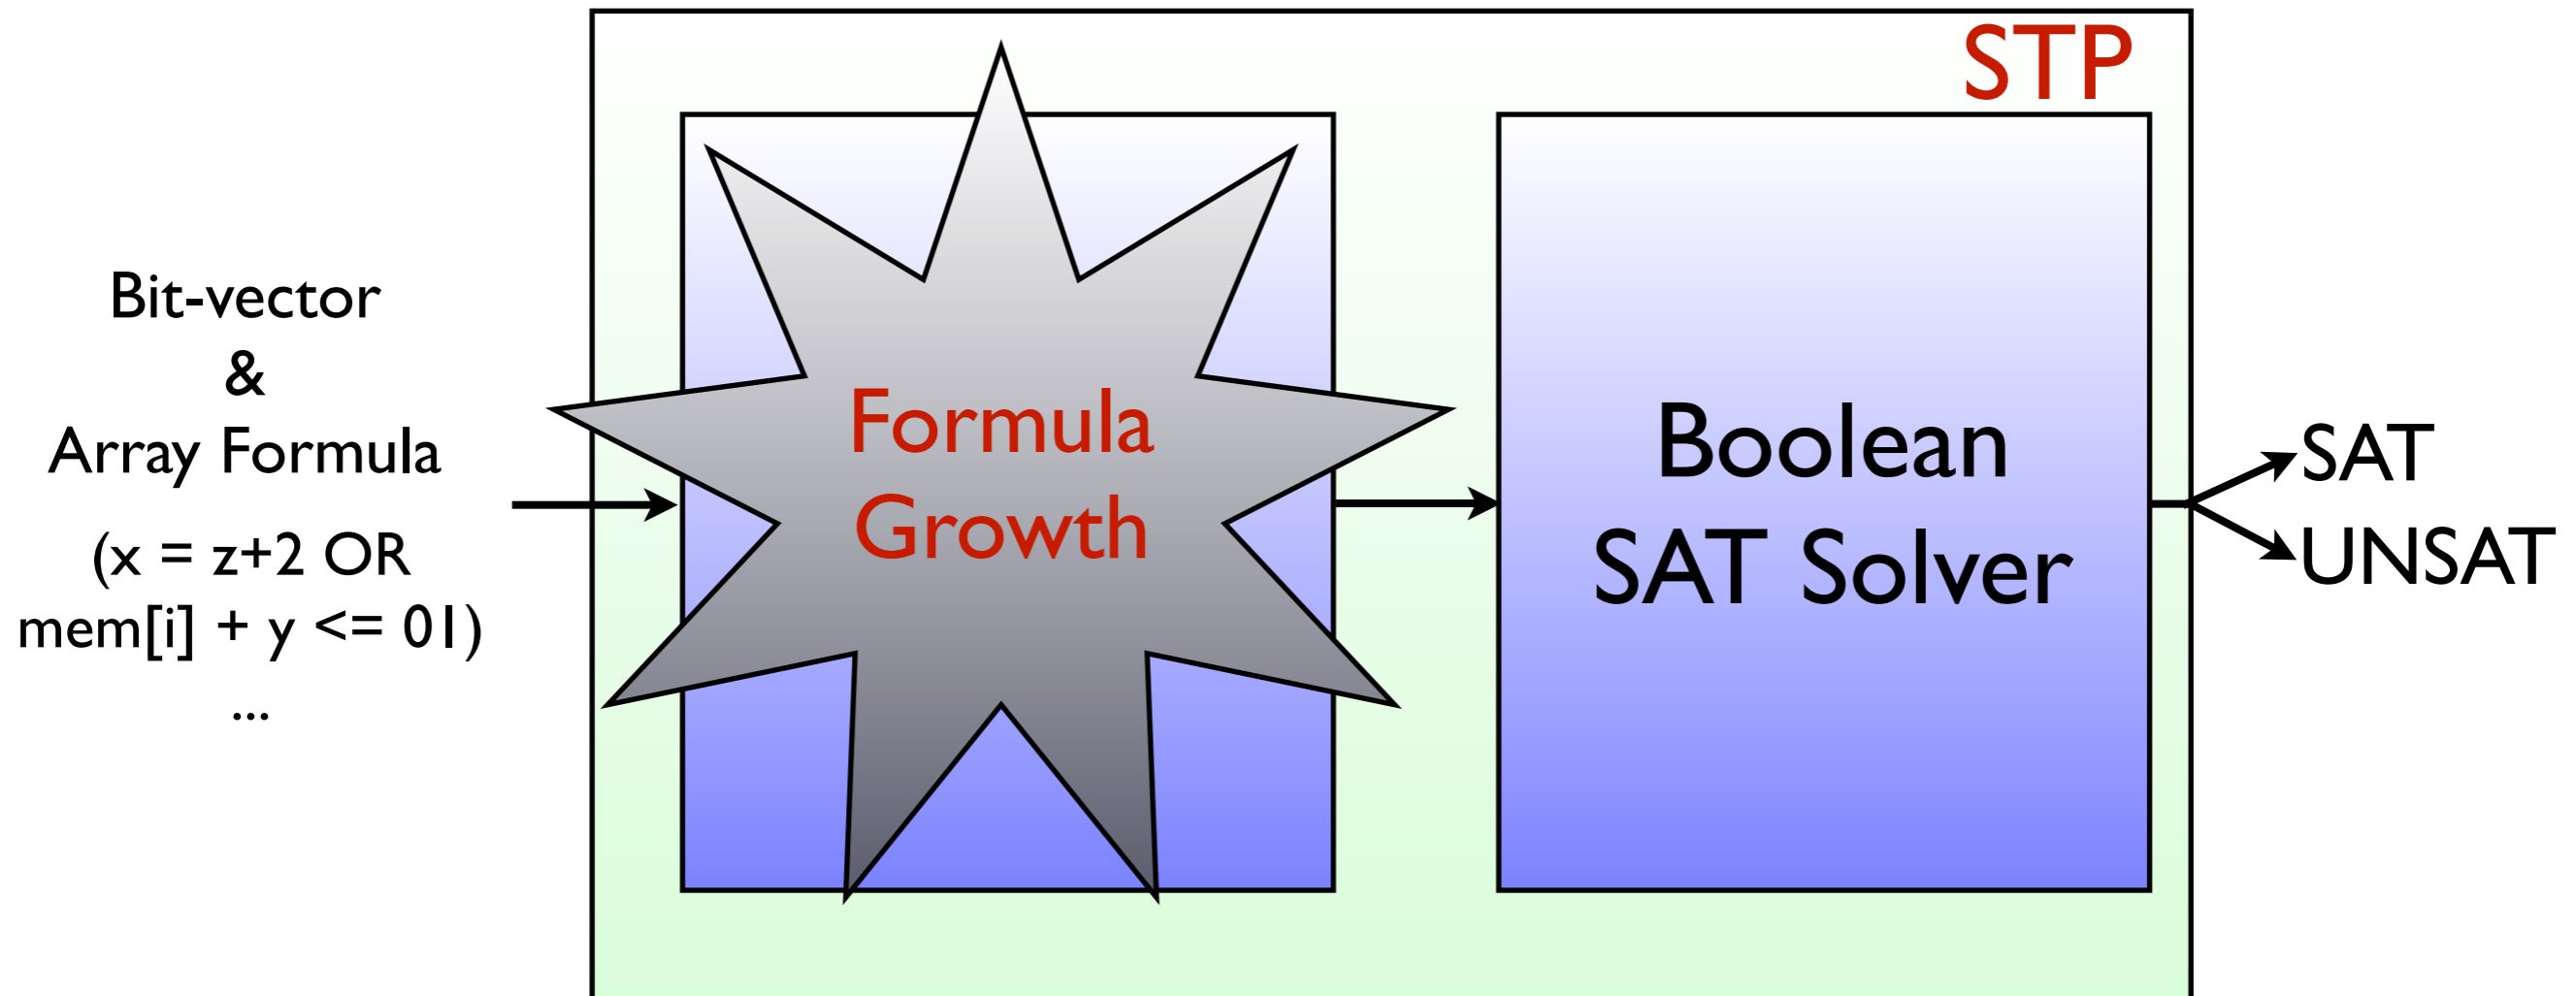 STP
Bit-vector
&
Array Formula
(x = z+2 OR
mem[i] + y <= 01)
...
Formula
Growth
Boolean
SAT Solver
SAT
UNSAT